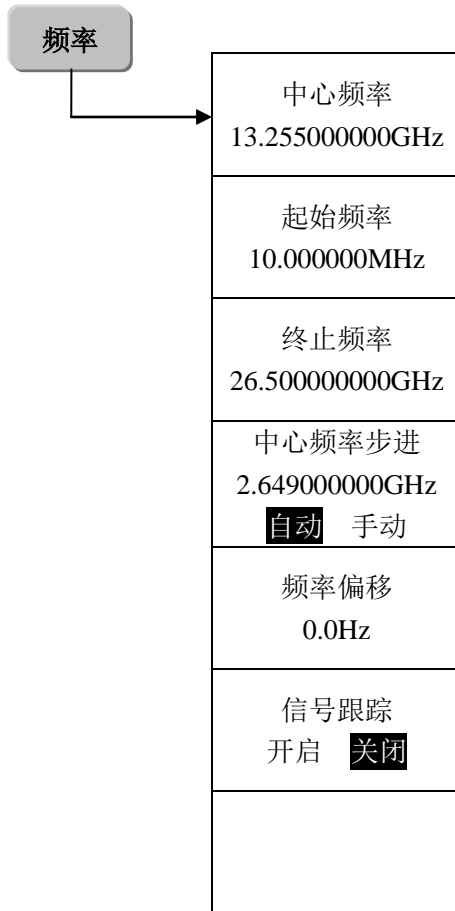 频率
中心频率
13.255000000GHz
起始频率
10.000000MHz
终止频率
26.500000000GHz
中心频率步进
2.649000000GHz
自动 手动
频率偏移
0.0Hz
信号跟踪
开启 关闭